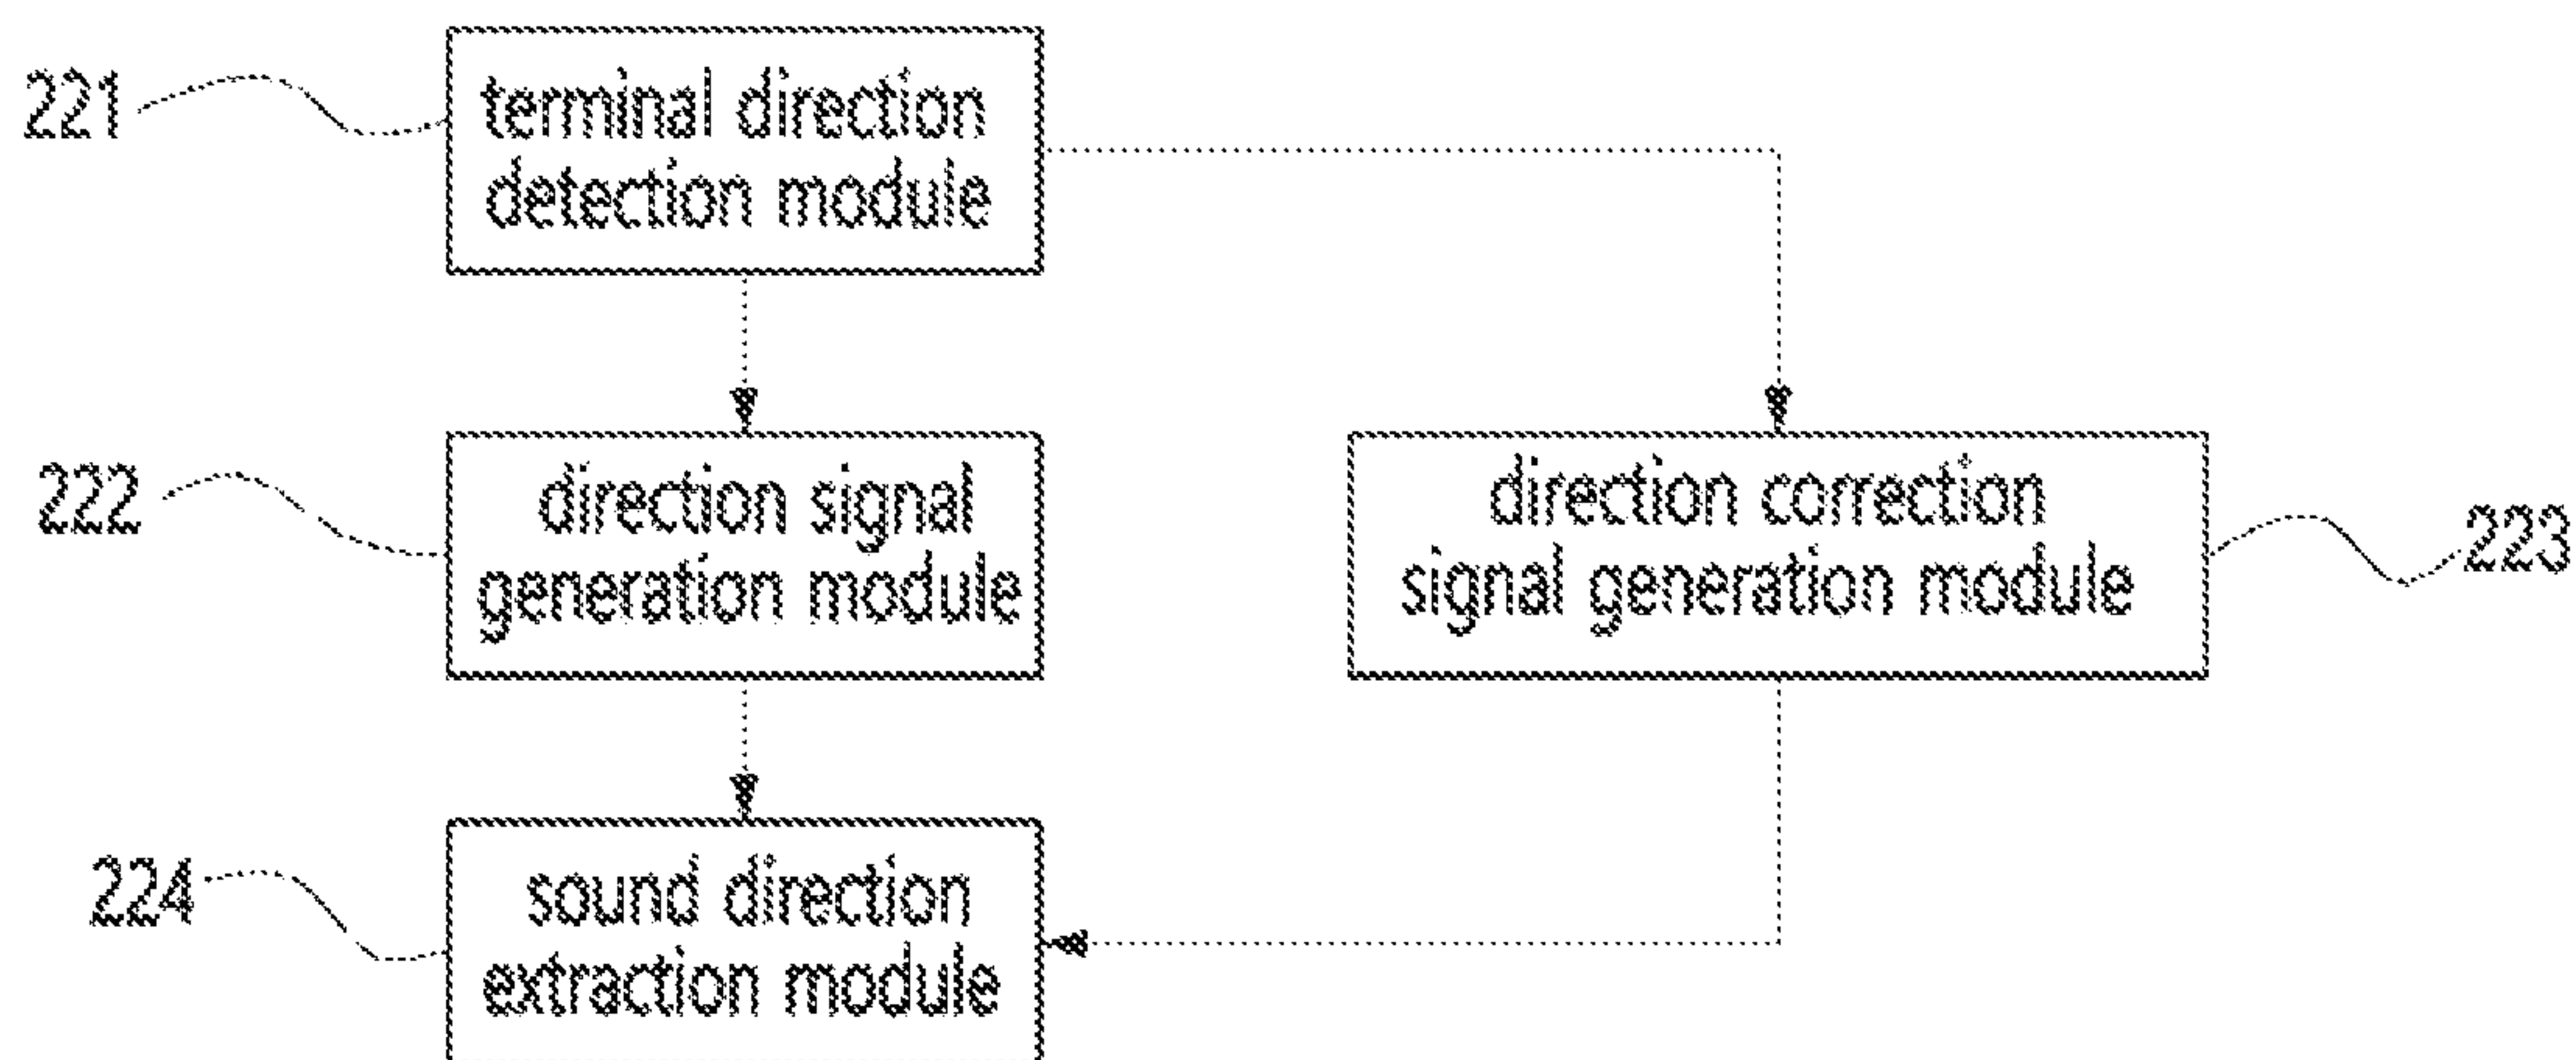 221
terminal direction
detection module
222
direction signal
generation module
direction correction
signal generation module
223
224
sound direction
extraction module